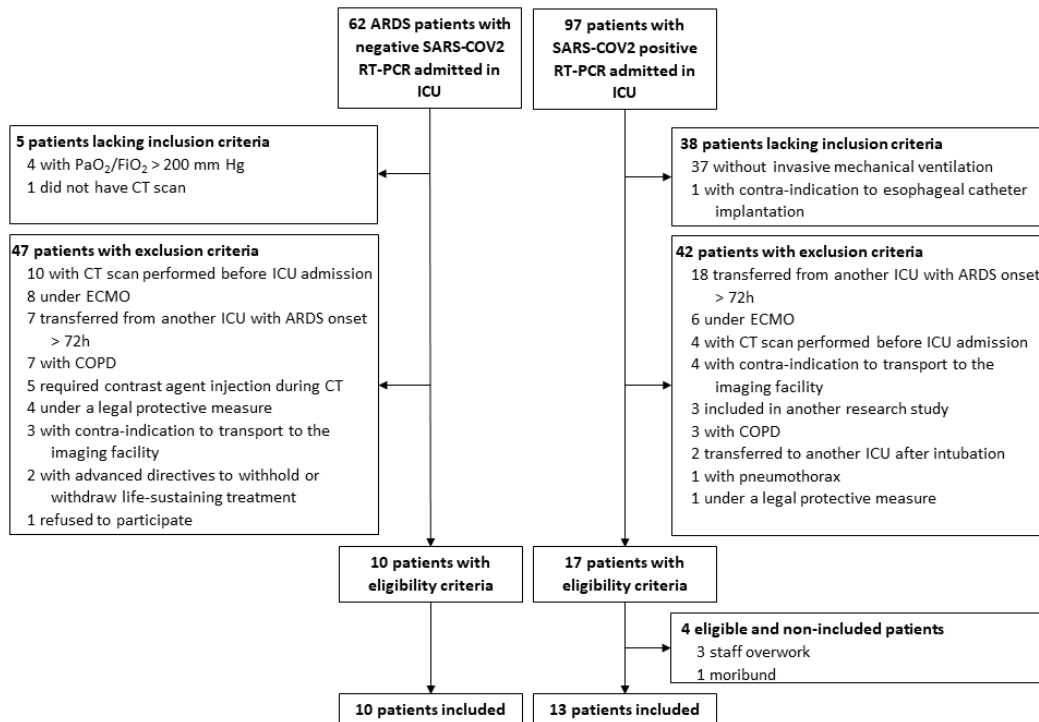 62 ARDS patients with
negative SARS-COV2
RT-PCR admitted in
ICU
97 patients with
SARS-COV2 positive
RT-PCR admitted in
ICU
5 patients lacking inclusion criteria
4 with PaO₂/FiO₂ > 200 mm Hg
1 did not have CT scan
38 patients lacking inclusion criteria
37 without invasive mechanical ventilation
1 with contra-indication to esophageal catheter
implantation
47 patients with exclusion criteria
10 with CT scan performed before ICU admission
8 under ECMO
7 transferred from another ICU with ARDS onset
> 72h
7 with COPD
5 required contrast agent injection during CT
4 under a legal protective measure
3 with contra-indication to transport to the
imaging facility
2 with advanced directives to withhold or
withdraw life-sustaining treatment
1 refused to participate
42 patients with exclusion criteria
18 transferred from another ICU with ARDS onset
> 72h
6 under ECMO
4 with CT scan performed before ICU admission
4 with contra-indication to transport to the
imaging facility
3 included in another research study
3 with COPD
2 transferred to another ICU after intubation
1 with pneumothorax
1 under a legal protective measure
10 patients with
eligibility criteria
17 patients with
eligibility criteria
4 eligible and non-included patients
3 staff overwork
1 moribund
10 patients included
13 patients included